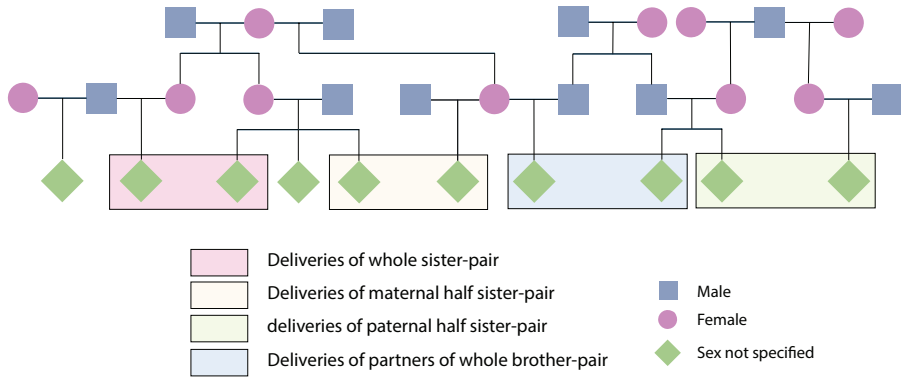 Deliveries of whole sister-pair
Deliveries of maternal half sister-pair
deliveries of paternal half sister-pair
Deliveries of partners of whole brother-pair
Male
Female
Sex not specified